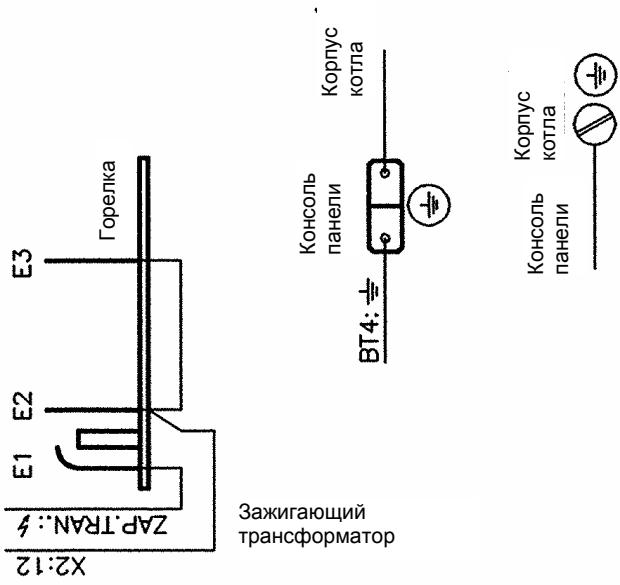 E1
E2
E3
Горелка
ZAP.TRAN.:
X2:12
Зажигающий
трансформатор
BT4:
Консоль
панели
Корпус
котла
Консоль
панели
Корпус
котла